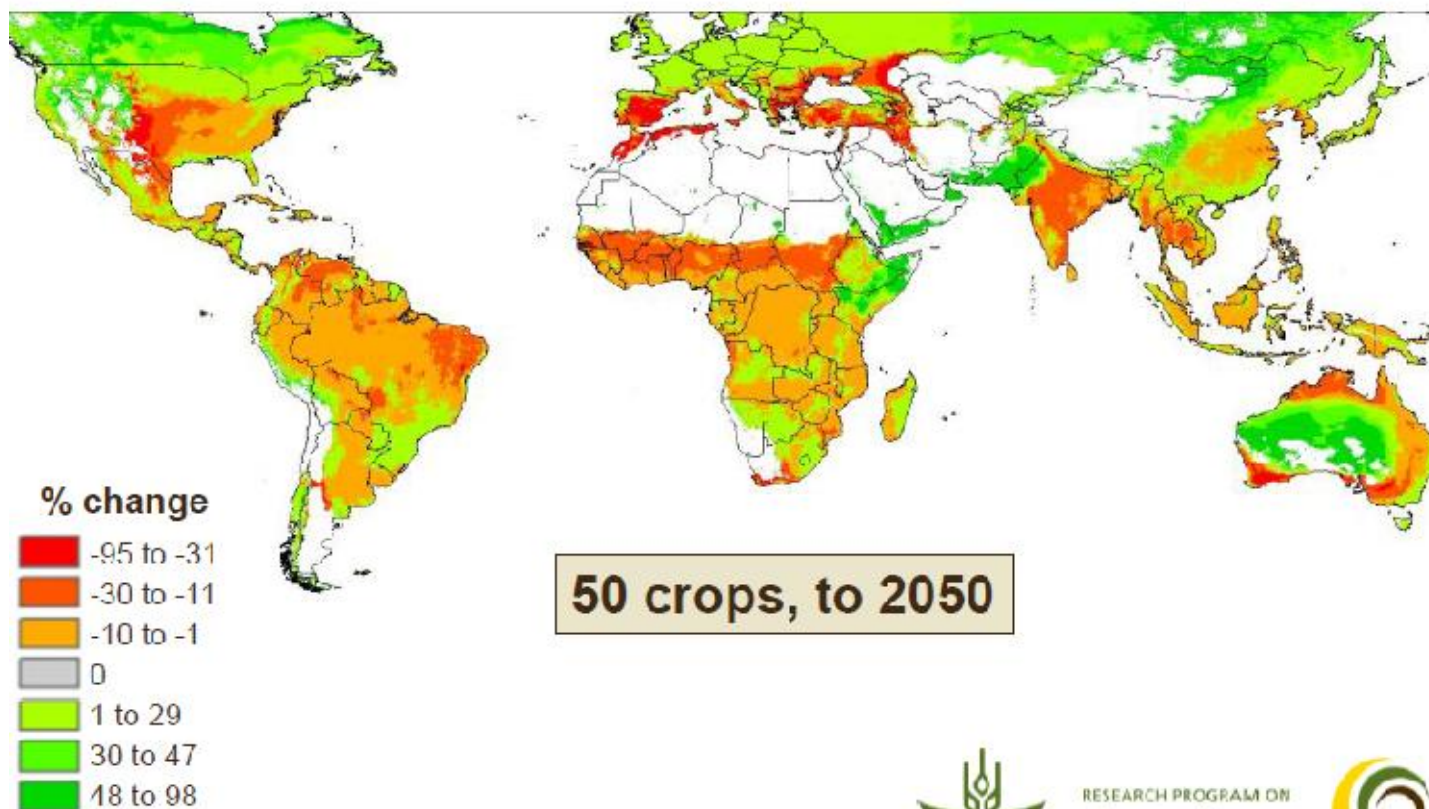 % change
-95 to -31
-30 to -11
-10 to -1
0
1 to 29
30 to 47
48 to 98
50 crops, to 2050
RESEARCH PROGRAM ON